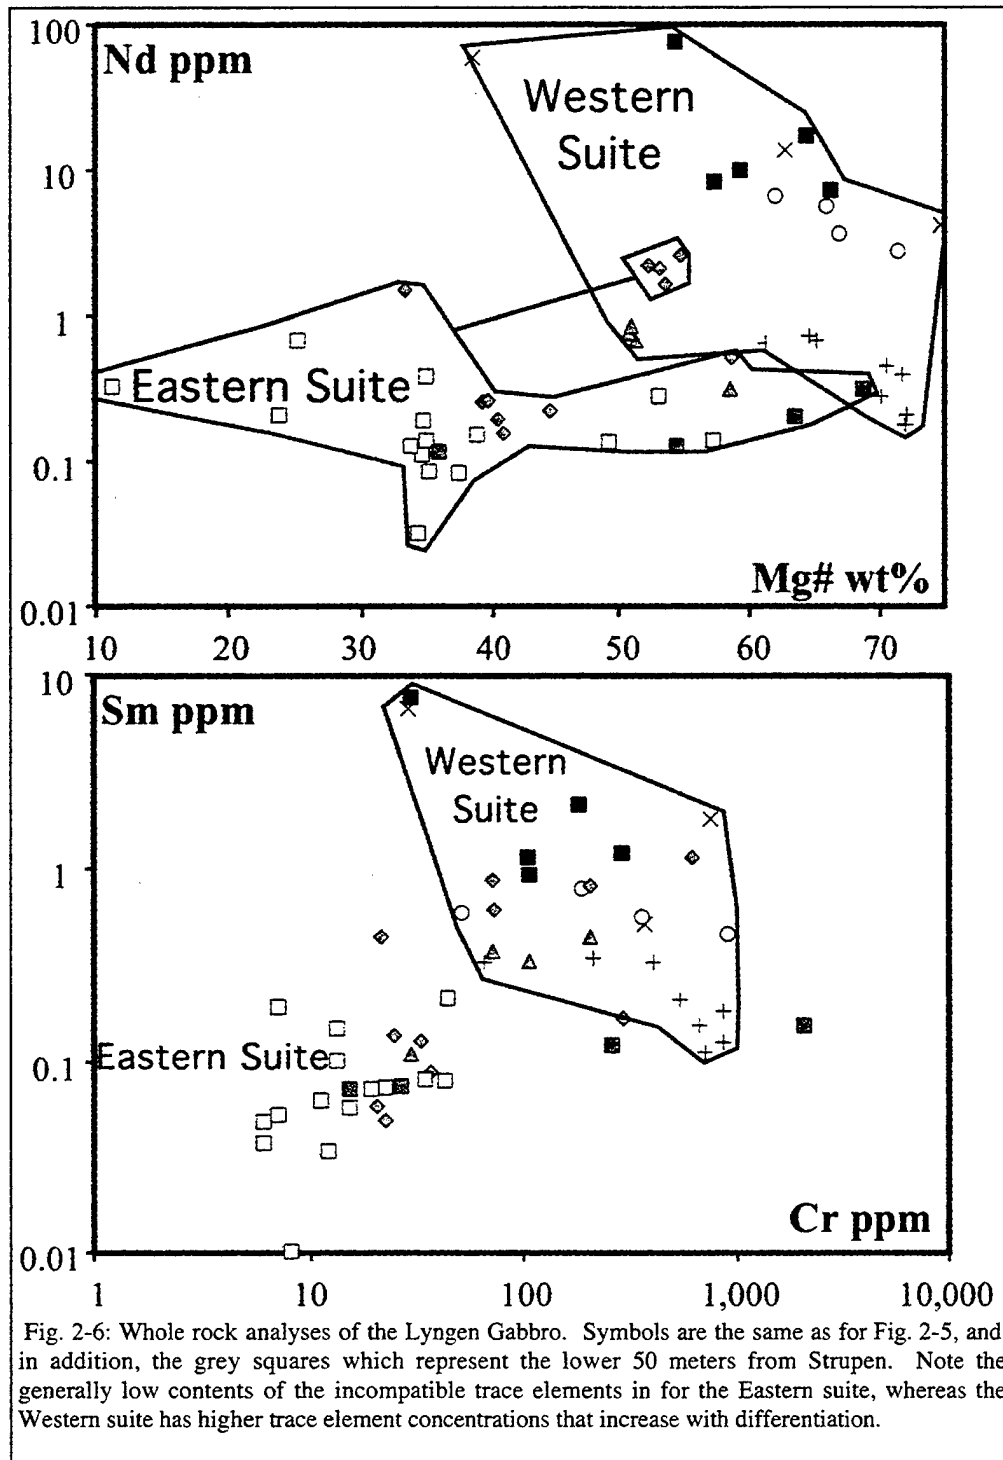 100
Nd ppm
Western
Suite
10
1
Eastern Suite
0.1
Mg# wt%
0.01
10 20 30 40 50 60 70
10
Sm ppm
Western
Suite
1
Eastern Suite
0.1
Cr ppm
0.01
1 10 100 1,000 10,000
Fig. 2-6: Whole rock analyses of the Lyngen Gabbro. Symbols are the same as for Fig. 2-5, and
in addition, the grey squares which represent the lower 50 meters from Strupen. Note the
generally low contents of the incompatible trace elements in for the Eastern suite, whereas the
Western suite has higher trace element concentrations that increase with differentiation.